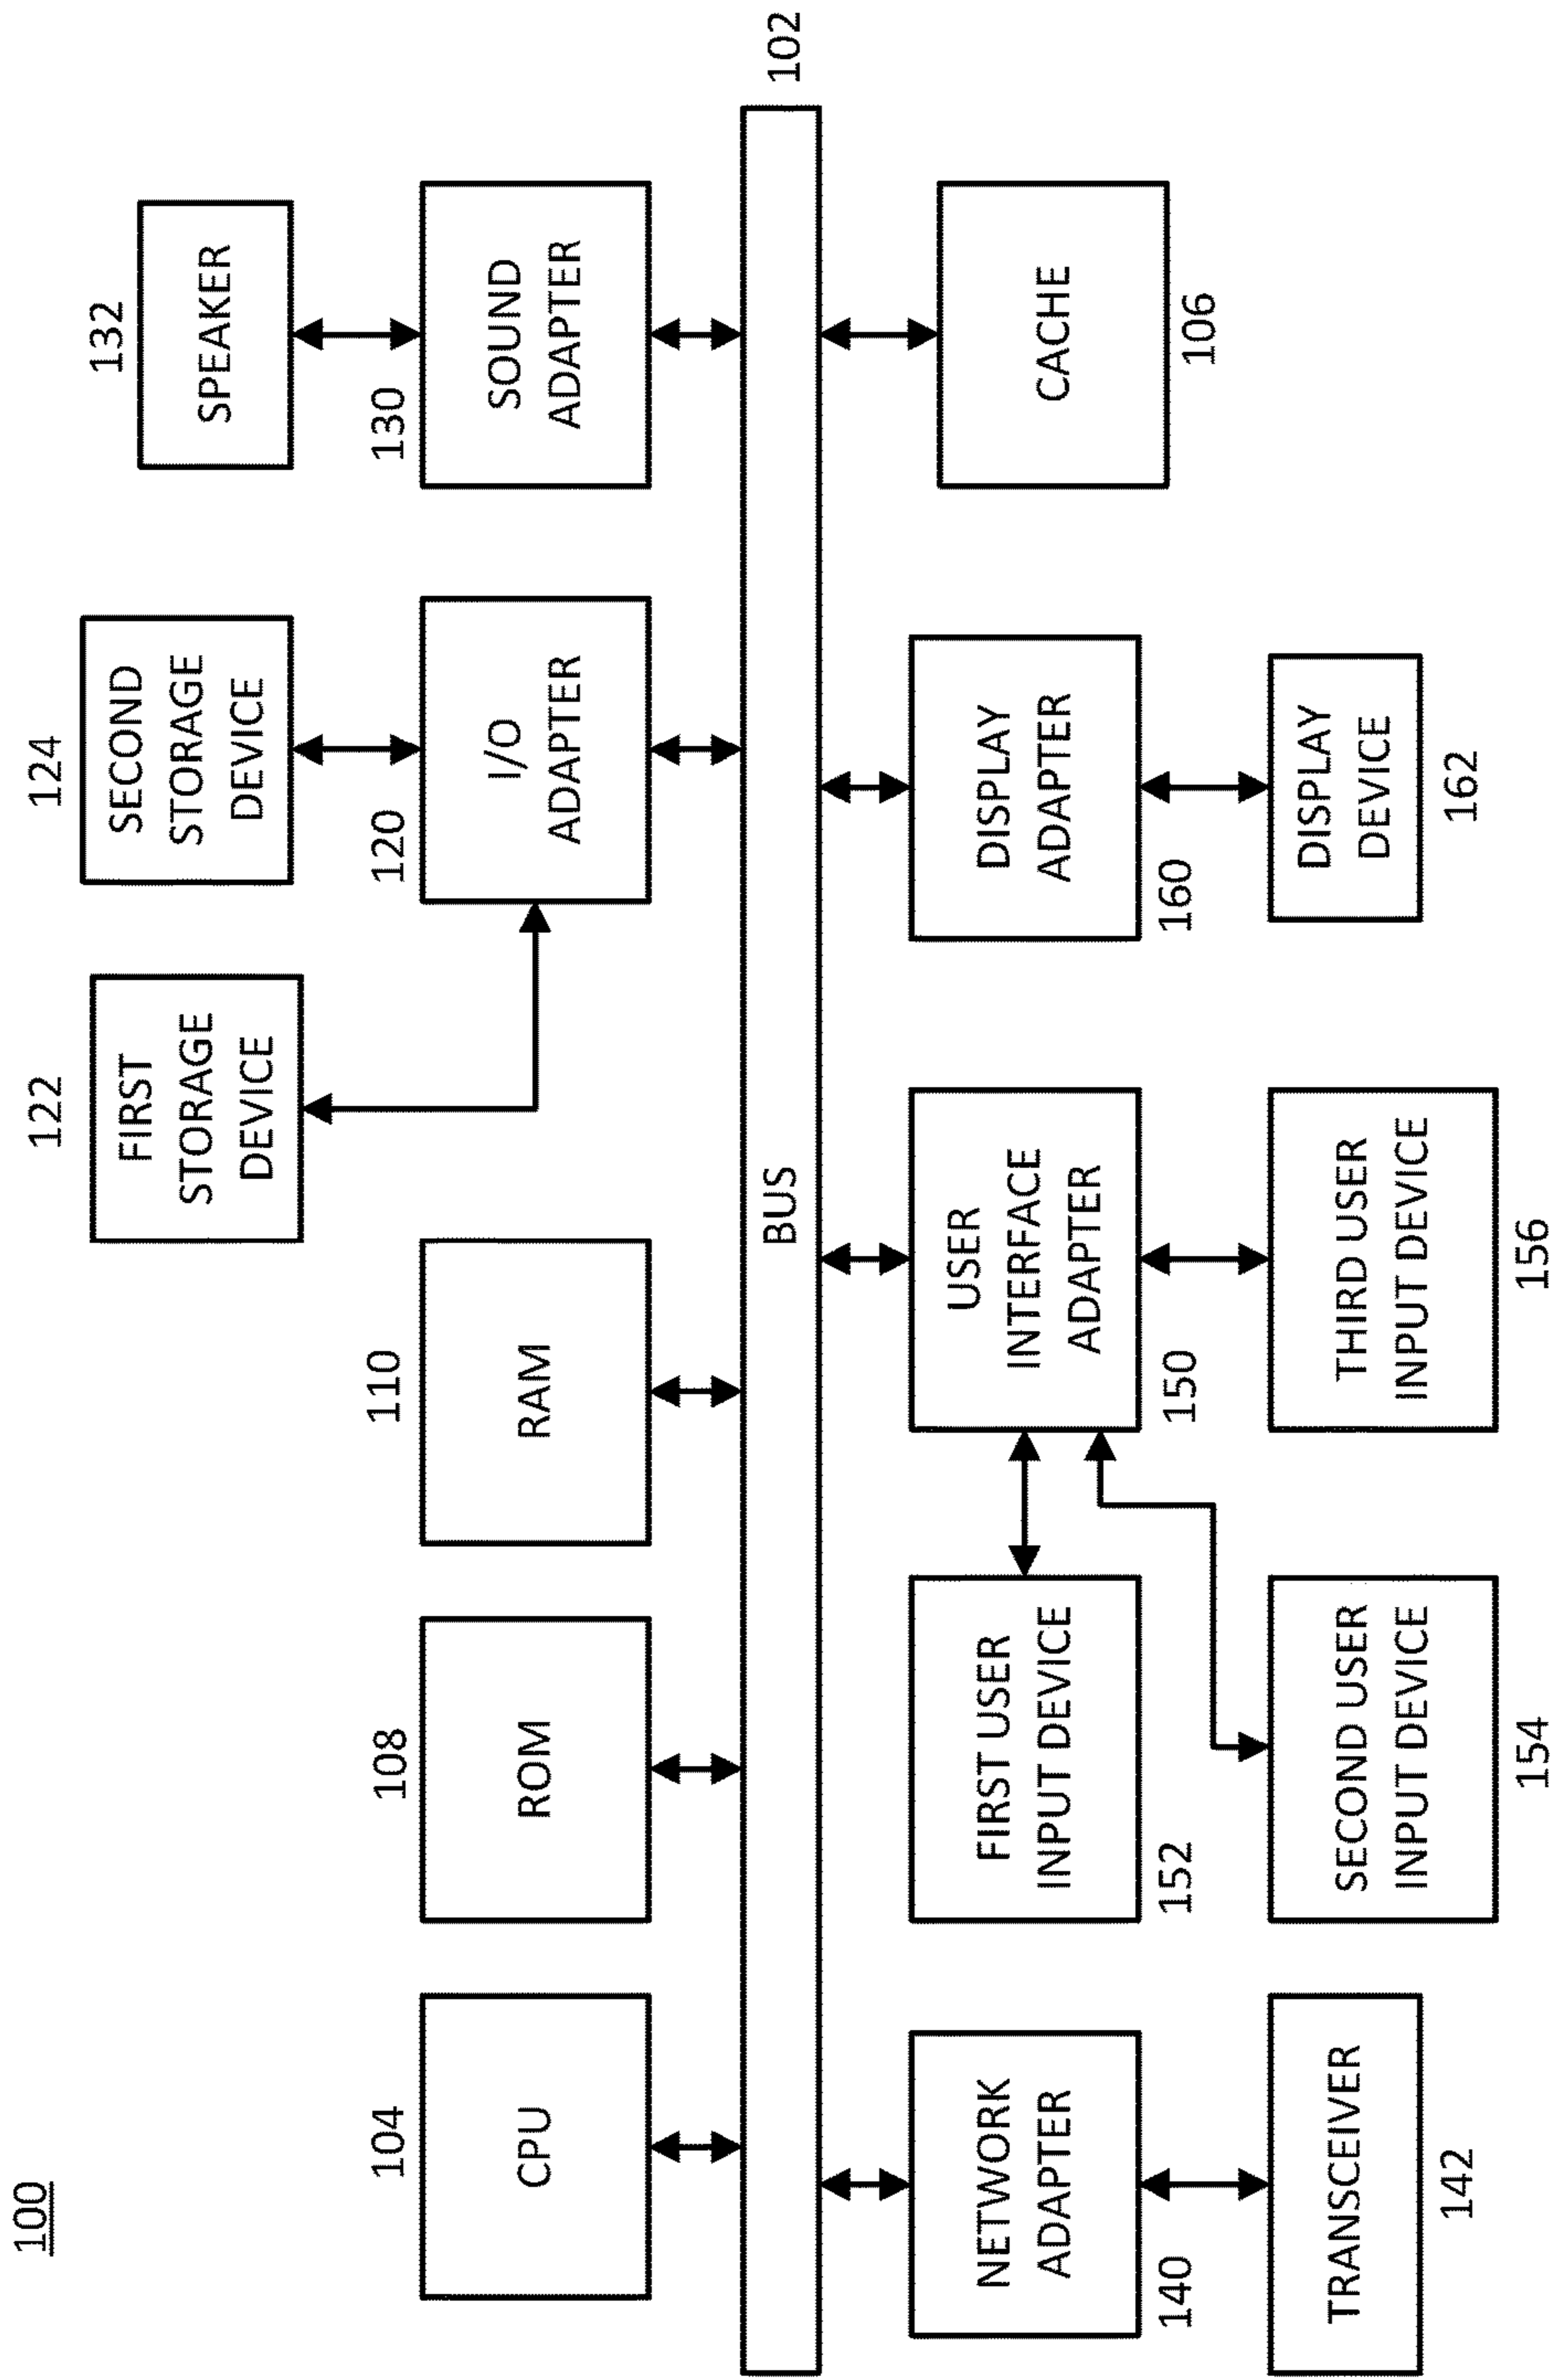 100
122
FIRST
STORAGE
DEVICE
124
SECOND
STORAGE
DEVICE
132
SPEAKER
104
CPU
108
ROM
110
RAM
120
I/O
ADAPTER
130
SOUND
ADAPTER
BUS
102
NETWORK
ADAPTER
140
FIRST USER
INPUT DEVICE
152
USER
INTERFACE
ADAPTER
150
DISPLAY
ADAPTER
160
CACHE
106
TRANSCEIVER
142
SECOND USER
INPUT DEVICE
154
THIRD USER
INPUT DEVICE
156
DISPLAY
DEVICE
162